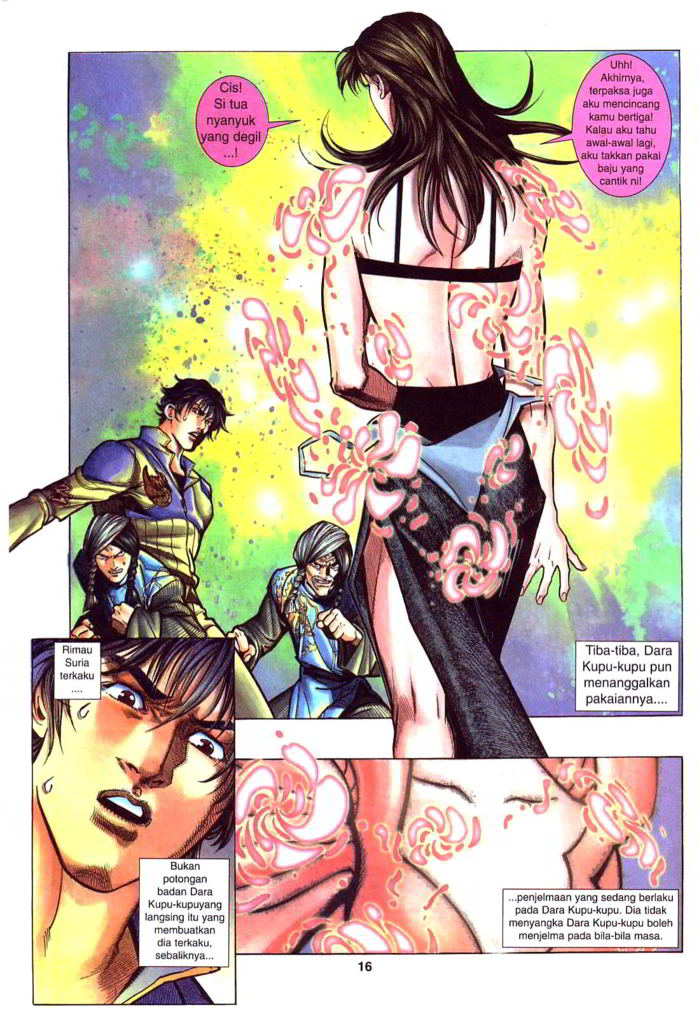 Cis!
Si tua
nyanyuk
yang degil
...!
Uhh!
Akhirnya,
terpaksa juga
aku mencincang
kamu bertiga!
Kalau aku tahu
awal-awal lagi,
aku takkan pakai
baju yang
cantik ni!
Tiba-tiba, Dara
Kupu-kupu pun
menanggalkan
pakaiannya....
Rimau
Suria
terkaku
....
Bukan
potongan
badan Dara
Kupu-kupuyang
langsing itu yang
membuatkan
dia terkaku,
sebaliknya...
...penjelmaan yang sedang berlaku
pada Dara Kupu-kupu. Dia tidak
menyangka Dara Kupu-kupu boleh
menjelma pada bila-bila masa.
16